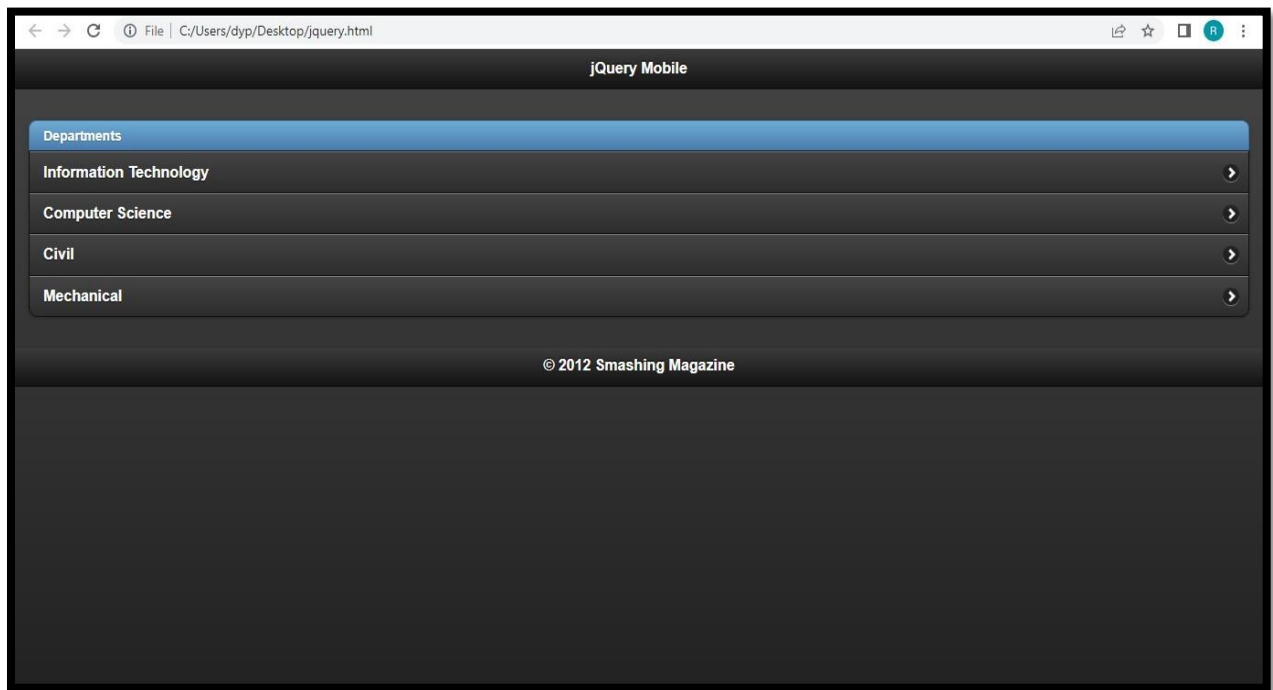 File | C:/Users/dyp/Desktop/jquery.html
R
jQuery Mobile
Departments
Information Technology
Computer Science
Civil
Mechanical
© 2012 Smashing Magazine